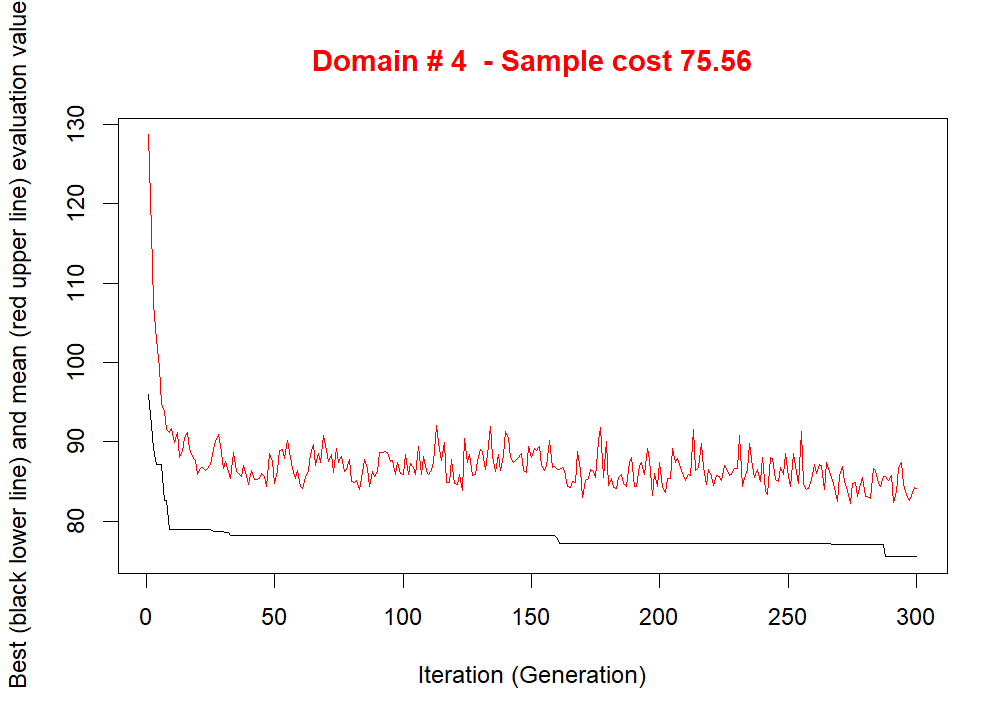 Domain # 4  - Sample cost 75.56
Best (black lower line) and mean (red upper line) evaluation value
130
120
110
100
90
80
0 50 100 150 200 250 300
Iteration (Generation)